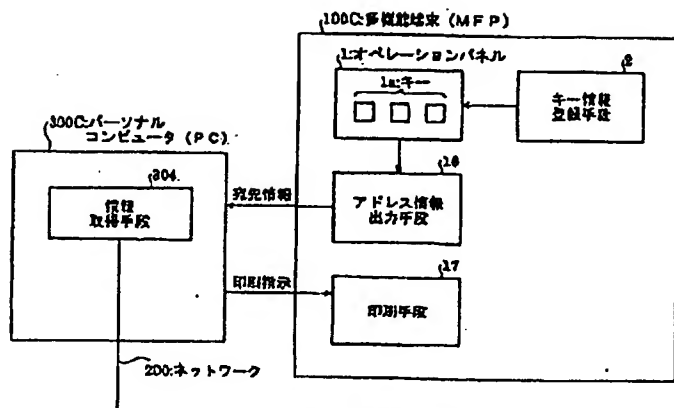 100C:多機能端末(MFP)
1:オペレーションパネル
1a:キー
2
キー情報
登録手段
300C:パーソナル
コンピュータ(PC)
304
情報
取得手段
宛先情報
16
アドレス情報
出力手段
印刷指示
17
印刷手段
200:ネットワーク